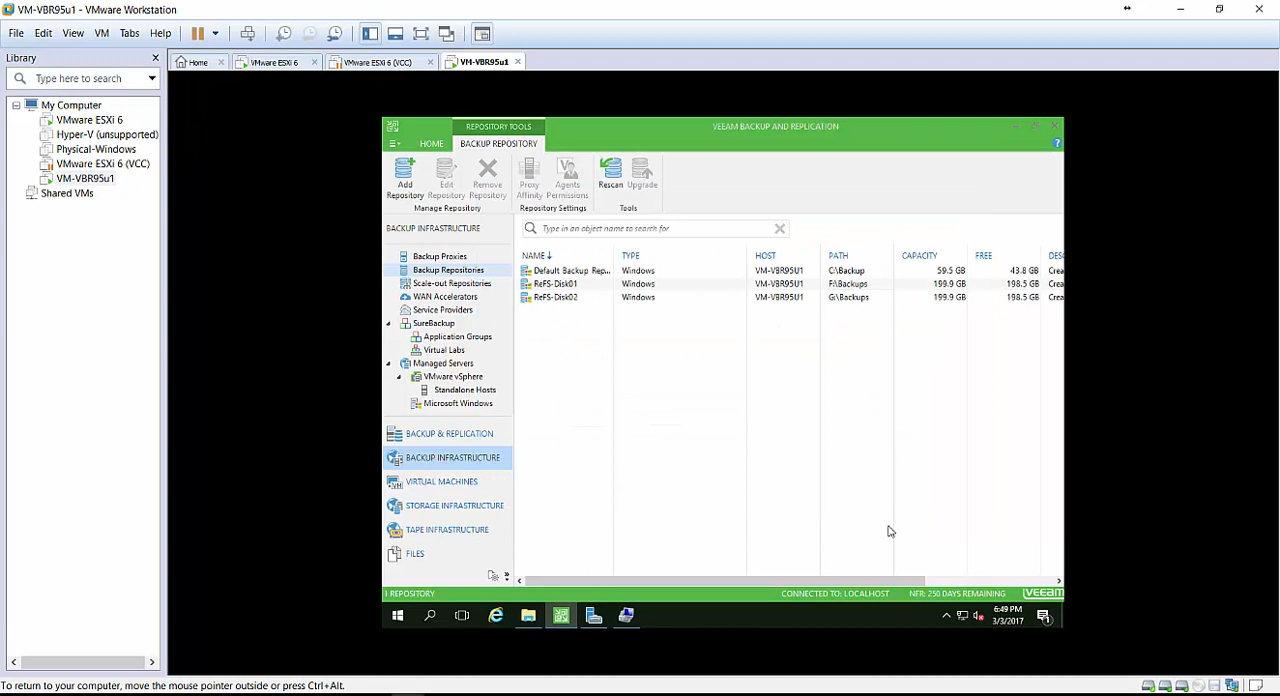 VM-VBR95u1 - VMware Workstation
File Edit View VM Tabs Help
Library
Type here to search
My Computer
VMware ESXi 6
Hyper-V (unsupported)
Physical-Windows
VMware ESXi 6 (VCC)
VM-VBR95u1
Shared VMs
Home VMware ESXi 6 VMware ESXi 6 (VCC) VM-VBR95u1
REPOSITORY TOOLS VEEAM BACKUP AND REPLICATION
HOME BACKUP REPOSITORY
Add Repository
Edit Repository
Remove Repository
Proxy Affinity
Agents Permissions
Rescan
Upgrade
Manage Repository Repository Settings Tools
BACKUP INFRASTRUCTURE
Backup Proxies
Backup Repositories
Scale-out Repositories
WAN Accelerators
Service Providers
SureBackup
Application Groups
Virtual Labs
Managed Servers
VMware vSphere
Standalone Hosts
Microsoft Windows
BACKUP & REPLICATION
BACKUP INFRASTRUCTURE
VIRTUAL MACHINES
STORAGE INFRASTRUCTURE
TAPE INFRASTRUCTURE
FILES
Type in an object name to search for
NAME TYPE HOST PATH CAPACITY FREE DESC
Default Backup Rep... Windows VM-VBR95U1 C:\Backup 59.5 GB 43.8 GB Crea
ReFS-Disk01 Windows VM-VBR95U1 F:\Backups 199.9 GB 198.5 GB Crea
ReFS-Disk02 Windows VM-VBR95U1 G:\Backups 199.9 GB 198.5 GB Crea
1 REPOSITORY CONNECTED TO: LOCALHOST NFR: 250 DAYS REMAINING veeam
6:49 PM
3/3/2017
1
To return to your computer, move the mouse pointer outside or press Ctrl+Alt.